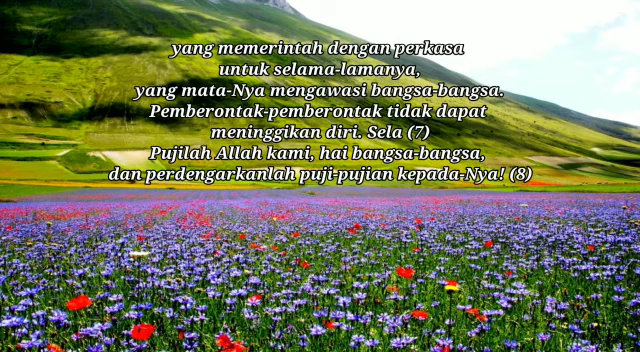 yang memerintah dengan perkasa
untuk selama-lamanya,
yang mata-Nya mengawasi bangsa-bangsa.
Pemberontak-pemberontak tidak dapat
meninggikan diri. Sela (7)
Pujilah Allah kami, hai bangsa-bangsa,
dan perdengarkanlah puji-pujian kepada-Nya! (8)